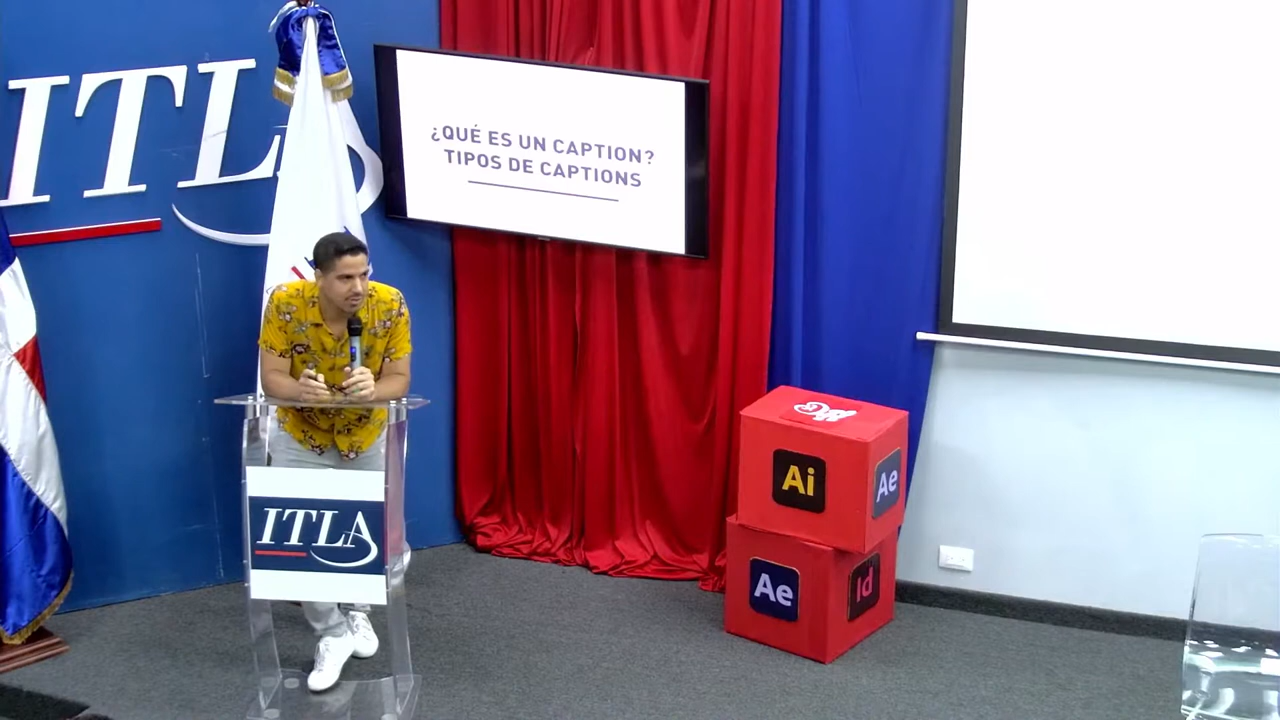 ITLA
¿QUÉ ES UN CAPTION?
TIPOS DE CAPTIONS
ITLA
Ai
Ae
Ae
Id